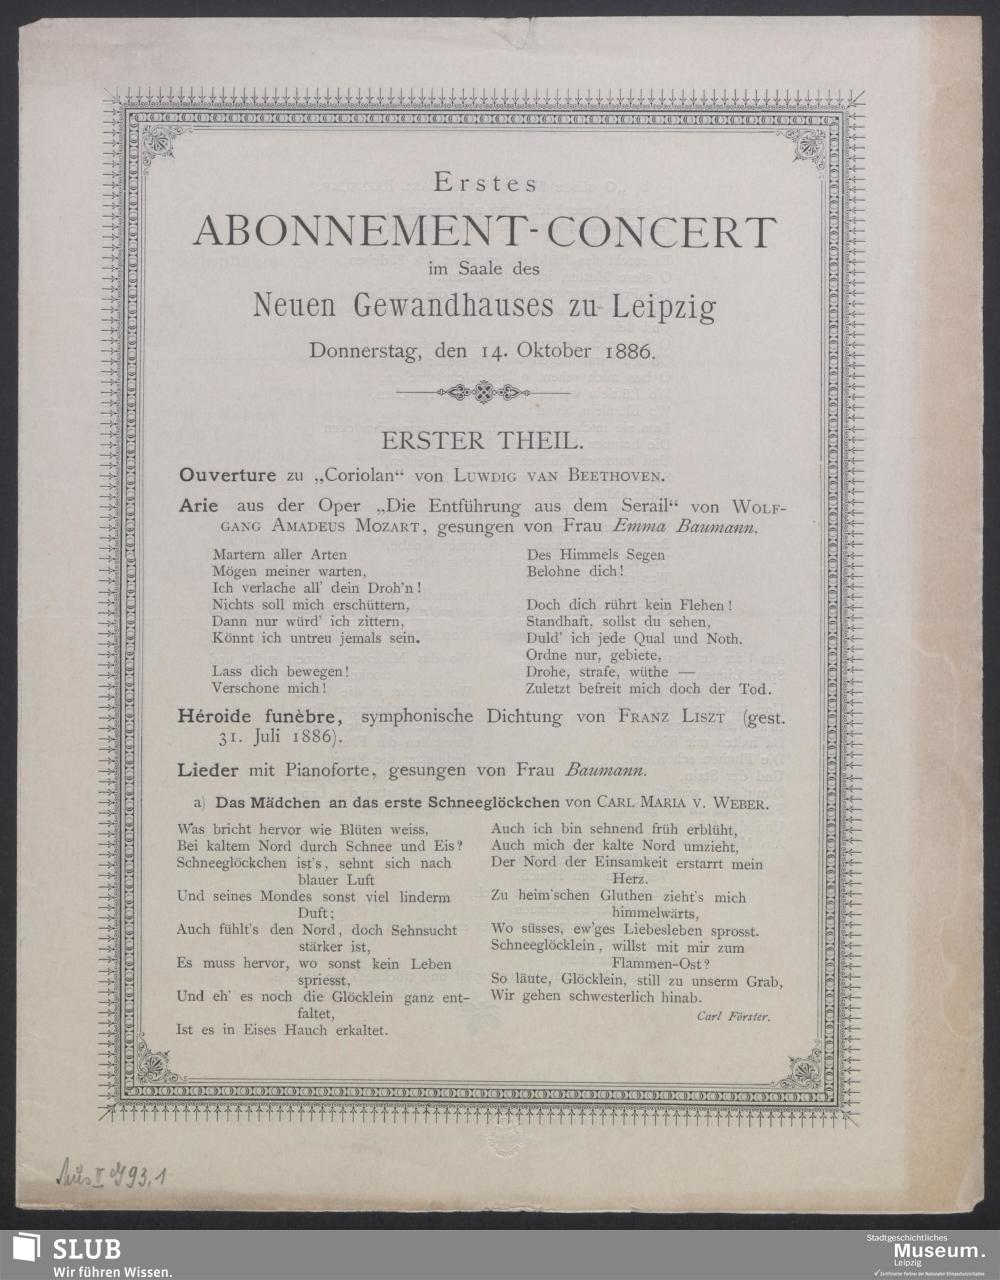 Erstes
ABONNEMENT-CONCERT
im Saale des
Neuen Gewandhauses zu Leipzig
Donnerstag, den 14. Oktober 1886.
ERSTER THEIL.
Ouverture zu „Coriolan“ von LUWDIG VAN BEETHOVEN.
Arie aus der Oper „Die Entführung aus dem Serail“ von WOLF-
GANG AMADEUS MOZART, gesungen von Frau Emma Baumann.
Martern aller Arten
Mögen meiner warten,
Ich verlache all' dein Droh'n!
Nichts soll mich erschüttern,
Dann nur würd' ich zittern,
Könnt ich untreu jemals sein.
Lass dich bewegen!
Verschone mich!
Des Himmels Segen
Belohne dich!
Doch dich rührt kein Flehen!
Standhaft, sollst du sehen,
Duld' ich jede Qual und Noth.
Ordne nur, gebiete,
Drohe, strafe, wüthe —
Zuletzt befreit mich doch der Tod.
Héroide funèbre, symphonische Dichtung von FRANZ LISZT (gest.
31. Juli 1886).
Lieder mit Pianoforte, gesungen von Frau Baumann.
a) Das Mädchen an das erste Schneeglöckchen von CARL MARIA V. WEBER.
Was bricht hervor wie Blüten weiss,
Bei kaltem Nord durch Schnee und Eis?
Schneeglöckchen ist's, sehnt sich nach
blauer Luft
Und seines Mondes sonst viel linderm
Duft;
Auch fühlt's den Nord, doch Sehnsucht
stärker ist,
Es muss hervor, wo sonst kein Leben
spriesst,
Und eh' es noch die Glöcklein ganz ent-
faltet,
Ist es in Eises Hauch erkaltet.
Auch ich bin sehnend früh erblüht,
Auch mich der kalte Nord umzieht,
Der Nord der Einsamkeit erstarrt mein
Herz.
Zu heim'schen Gluthen zieht's mich
himmelwärts,
Wo süsses, ew'ges Liebesleben sprosst.
Schneeglöcklein, willst mit mir zum
Flammen-Ost?
So läute, Glöcklein, still zu unserm Grab,
Wir gehen schwesterlich hinab.
Carl Förster.
Mus II 93,1
SLUB
Wir führen Wissen.
Stadtgeschichtliches
Museum.
Leipzig
Zertifizierter Partner der Nationalen Klimaschutzinitiative